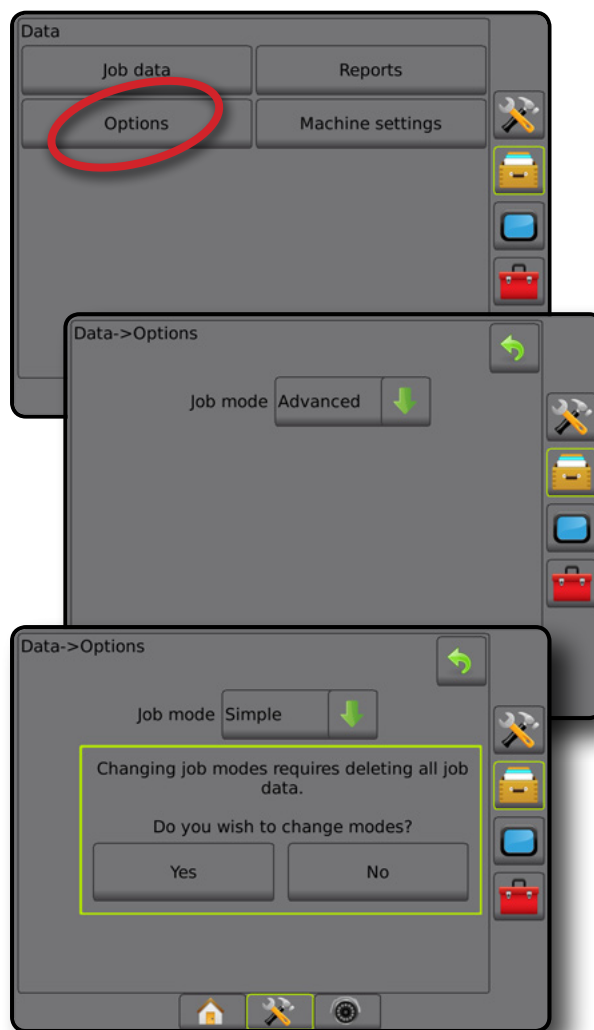 Data
Job data Reports
Options Machine settings
Data->Options
Job mode Advanced
Data->Options
Job mode Simple
Changing job modes requires deleting all job
data.
Do you wish to change modes?
Yes No